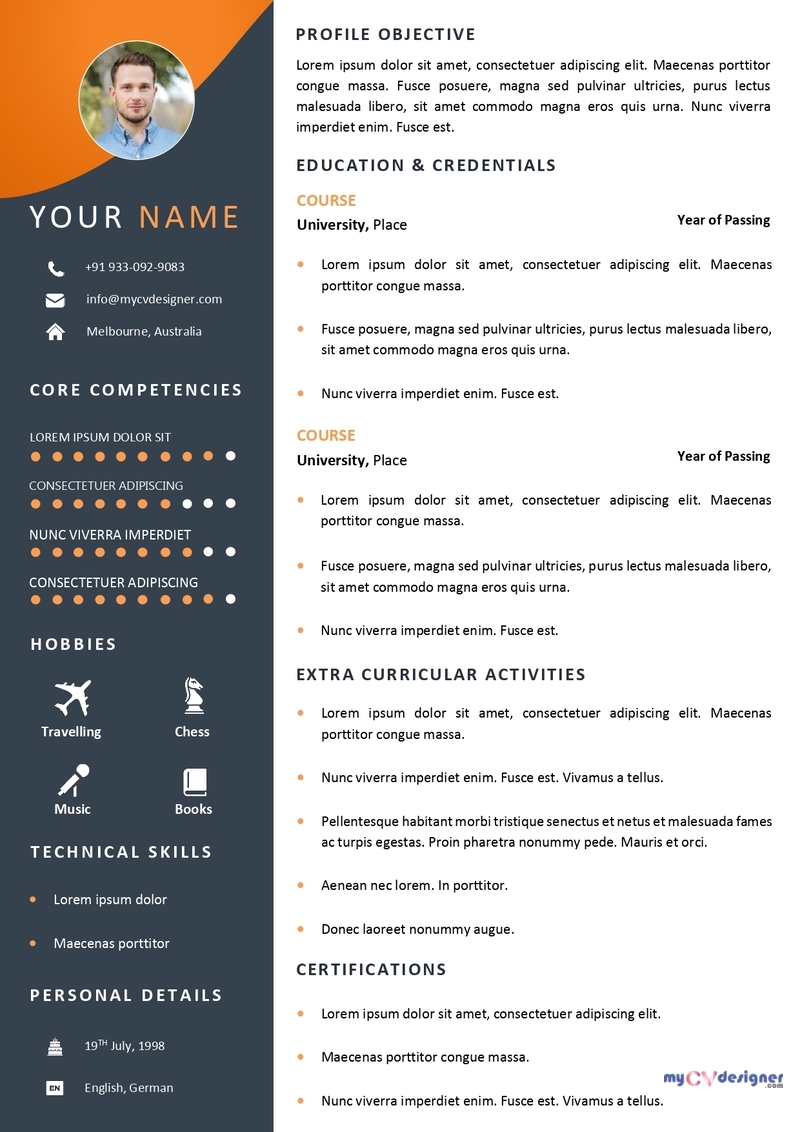 YOUR NAME
+91 933-092-9083
info@mycvdesigner.com
Melbourne, Australia
CORE COMPETENCIES
LOREM IPSUM DOLOR SIT
CONSECTETUER ADIPISCING
NUNC VIVERRA IMPERDIET
CONSECTETUER ADIPISCING
HOBBIES
Travelling
Chess
Music
Books
TECHNICAL SKILLS
Lorem ipsum dolor
Maecenas porttitor
PERSONAL DETAILS
19TH July, 1998
EN
English, German
PROFILE OBJECTIVE
Lorem ipsum dolor sit amet, consectetuer adipiscing elit. Maecenas porttitor
congue massa. Fusce posuere, magna sed pulvinar ultricies, purus lectus
malesuada libero, sit amet commodo magna eros quis urna. Nunc viverra
imperdiet enim. Fusce est.
EDUCATION & CREDENTIALS
COURSE
University, Place
Year of Passing
Lorem ipsum dolor sit amet, consectetuer adipiscing elit. Maecenas
porttitor congue massa.
Fusce posuere, magna sed pulvinar ultricies, purus lectus malesuada libero,
sit amet commodo magna eros quis urna.
Nunc viverra imperdiet enim. Fusce est.
COURSE
University, Place
Year of Passing
Lorem ipsum dolor sit amet, consectetuer adipiscing elit. Maecenas
porttitor congue massa.
Fusce posuere, magna sed pulvinar ultricies, purus lectus malesuada libero,
sit amet commodo magna eros quis urna.
Nunc viverra imperdiet enim. Fusce est.
EXTRA CURRICULAR ACTIVITIES
Lorem ipsum dolor sit amet, consectetuer adipiscing elit. Maecenas
porttitor congue massa.
Nunc viverra imperdiet enim. Fusce est. Vivamus a tellus.
Pellentesque habitant morbi tristique senectus et netus et malesuada fames
ac turpis egestas. Proin pharetra nonummy pede. Mauris et orci.
Aenean nec lorem. In porttitor.
Donec laoreet nonummy augue.
CERTIFICATIONS
Lorem ipsum dolor sit amet, consectetuer adipiscing elit.
Maecenas porttitor congue massa.
Nunc viverra imperdiet enim. Fusce est. Vivamus a tellus.
myCVdesigner
.com